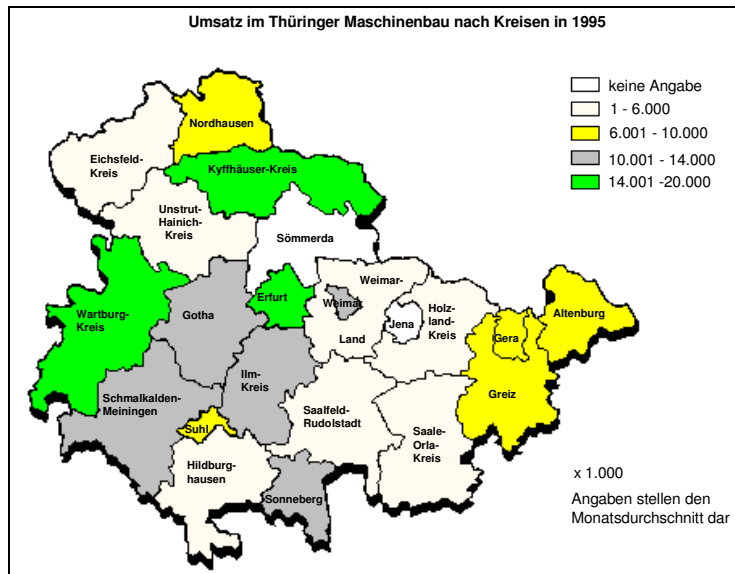 Umsatz im Thüringer Maschinenbau nach Kreisen in 1995
keine Angabe
1 - 6.000
6.001 - 10.000
10.001 - 14.000
14.001 -20.000
Nordhausen
Eichsfeld-
Kreis
Kyffhäuser-Kreis
Unstrut-
Hainich-
Kreis
Sömmerda
Wartburg-
Kreis
Gotha
Erfurt
Weimar-
Land
Weimar
Jena
Holz-
land-
Kreis
Gera
Altenburg
Greiz
Schmalkalden-
Meiningen
Ilm-
Kreis
Suhl
Saalfeld-
Rudolstadt
Saale-
Orla-
Kreis
Hildburg-
hausen
Sonneberg
x 1.000
Angaben stellen den
Monatsdurchschnitt dar